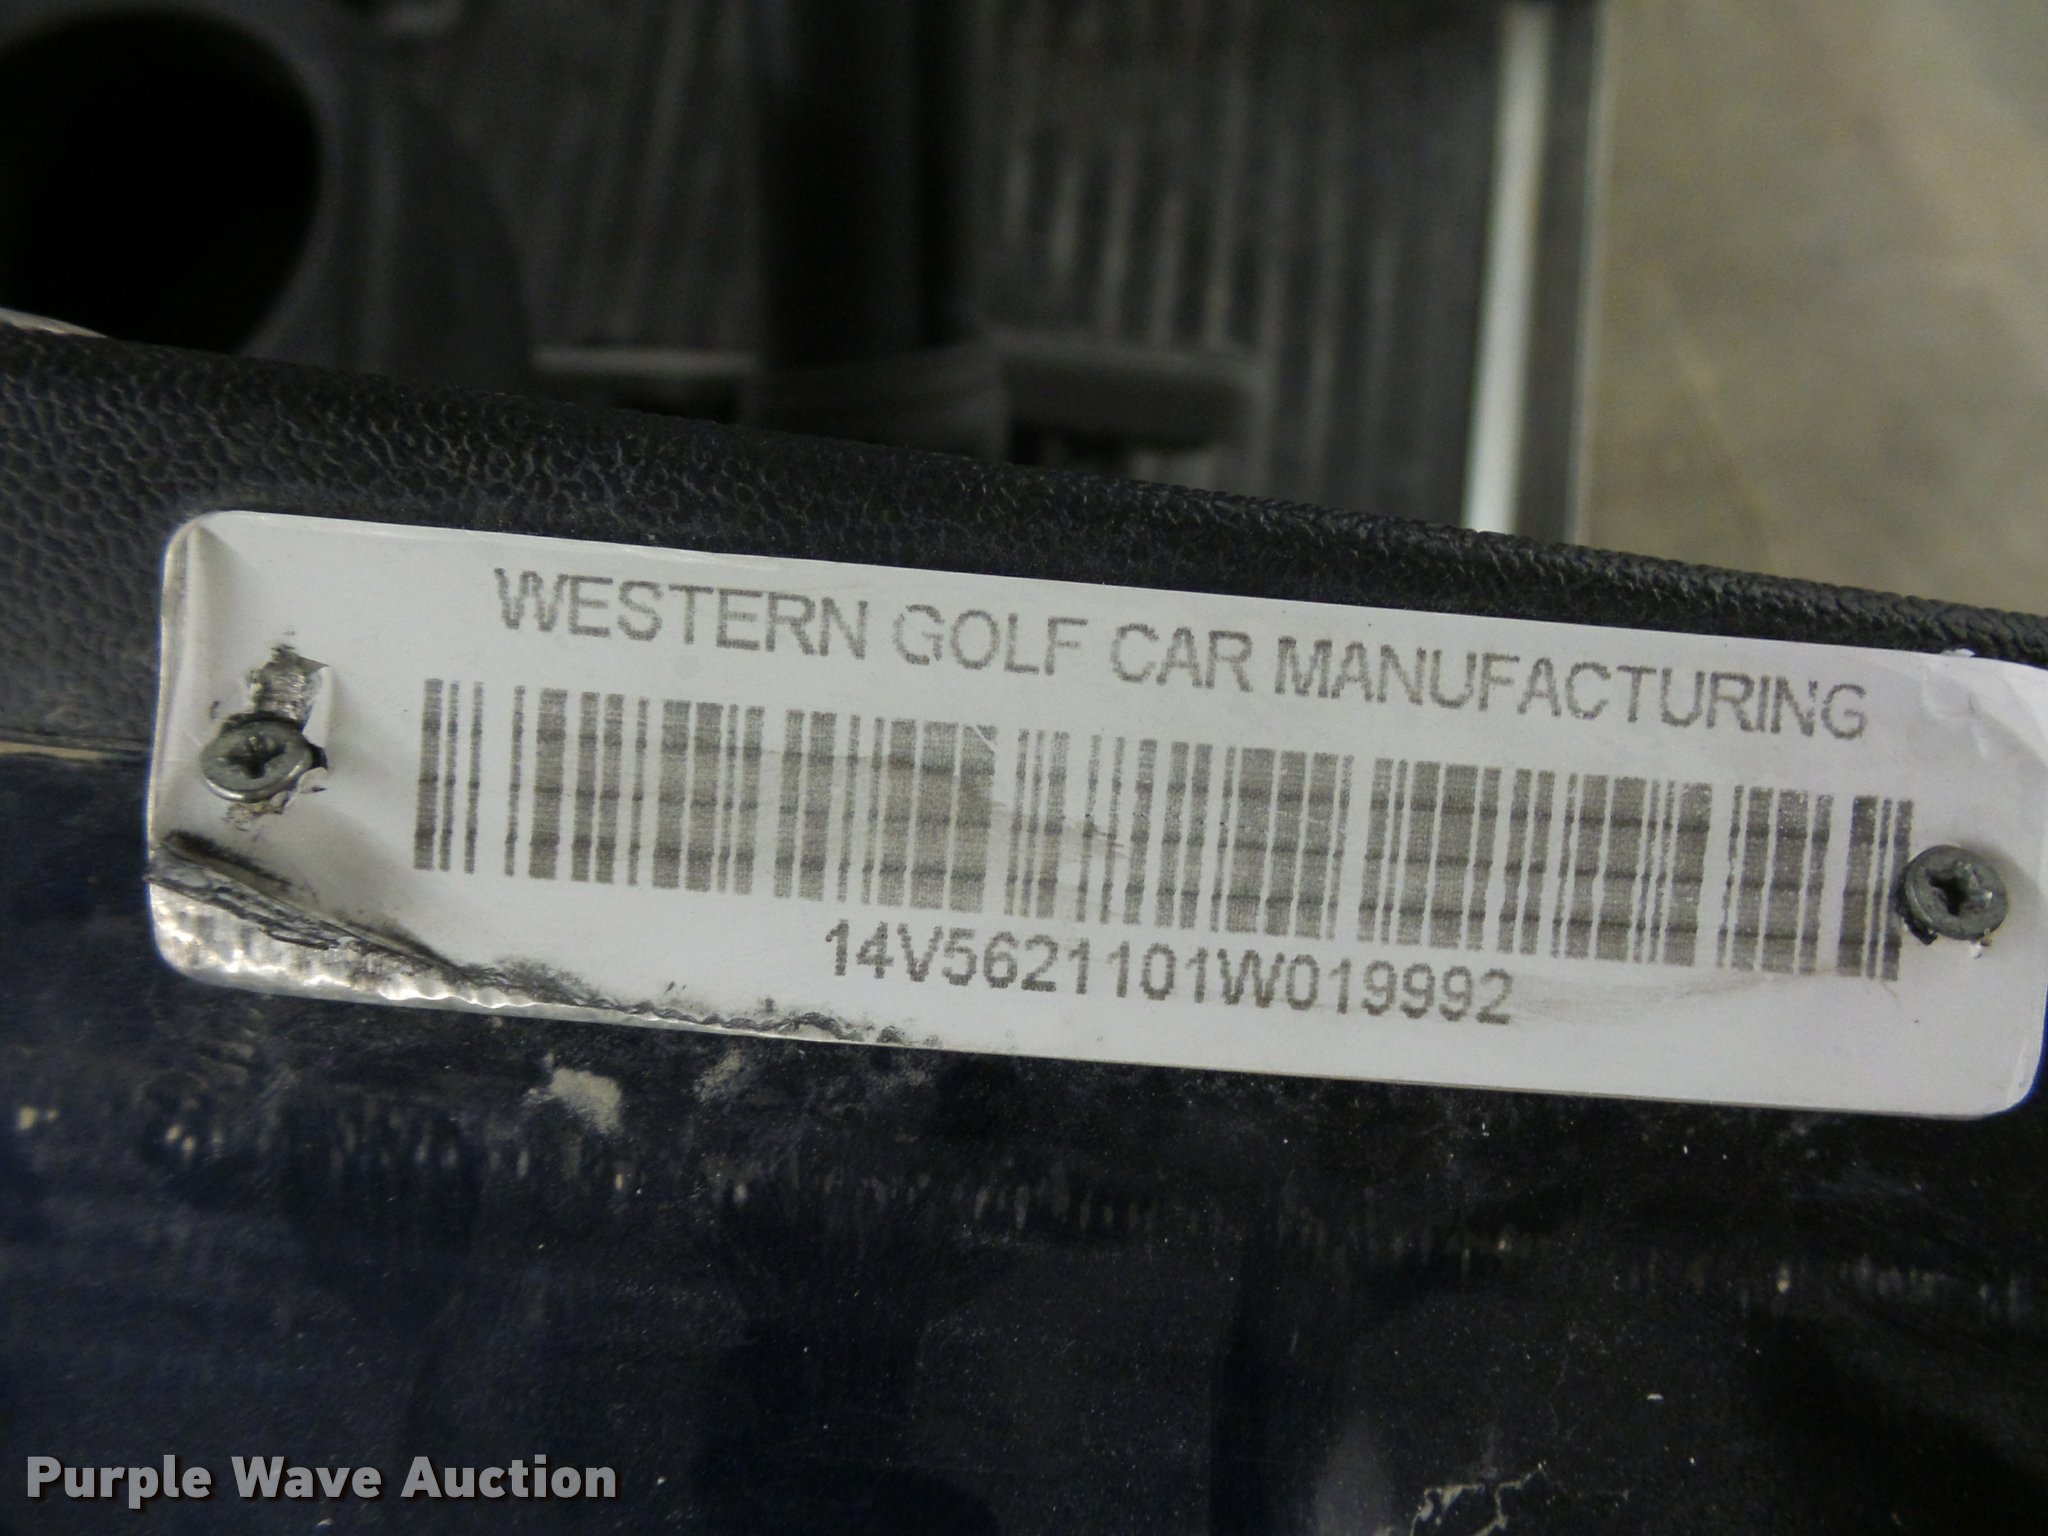 WESTERN GOLF CAR MANUFACTURING
14V5621101W019992
Purple Wave Auction